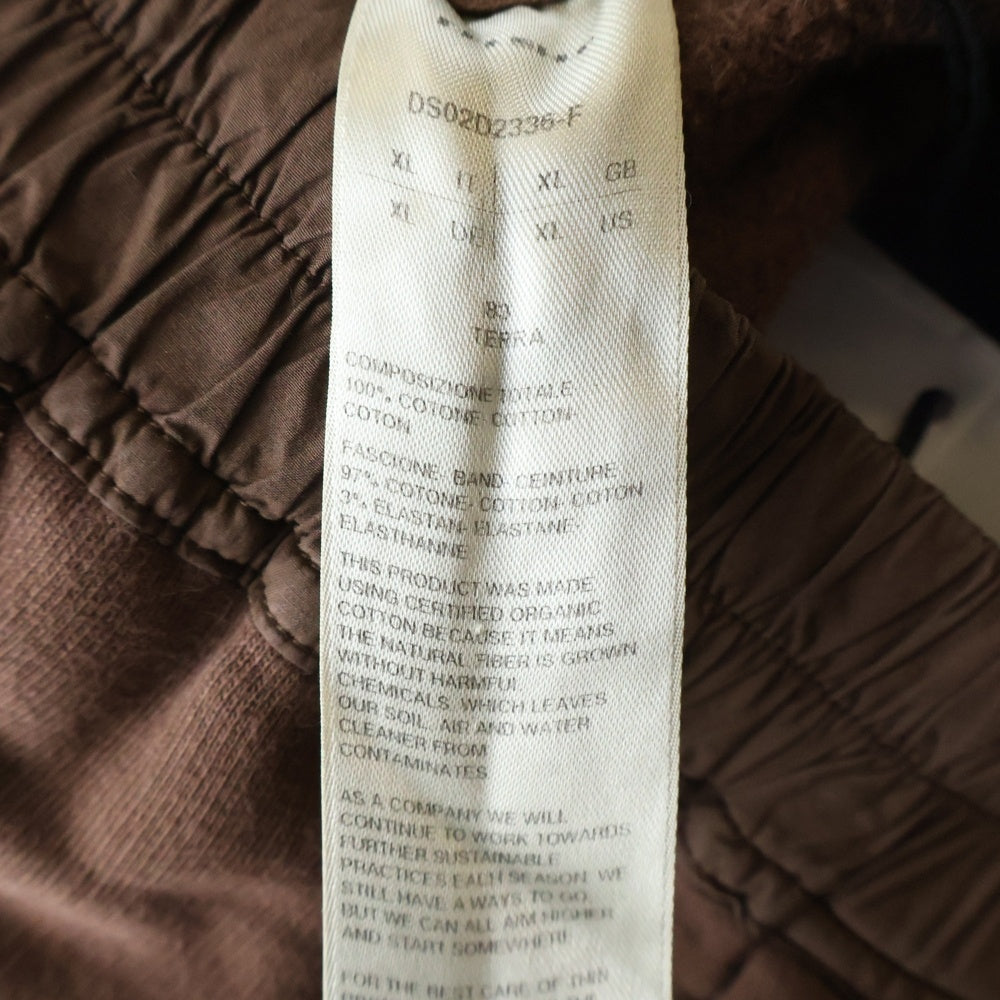 DS02D2336-F
XL IT XL GB
XL DE XL US
83
TERRA
COMPOSIZIONE TOTALE
100% COTONE- COTTON-
COTON
FASCIONE- BAND, CEINTURE
97% COTONE- COTTON- COTON
3% ELASTAN- ELASTANE-
ELASTHANNE
THIS PRODUCT WAS MADE
USING CERTIFIED ORGANIC
COTTON BECAUSE IT MEANS
THE NATURAL FIBER IS GROWN
WITHOUT HARMFUL
CHEMICALS, WHICH LEAVES
OUR SOIL, AIR AND WATER
CLEANER FROM
CONTAMINATES
AS A COMPANY WE WILL
CONTINUE TO WORK TOWARDS
FURTHER SUSTAINABLE
PRACTICES EACH SEASON. WE
STILL HAVE A WAYS TO GO,
BUT WE CAN ALL AIM HIGHER
AND START SOMEWHERE
FOR THE BEST CARE OF THIS